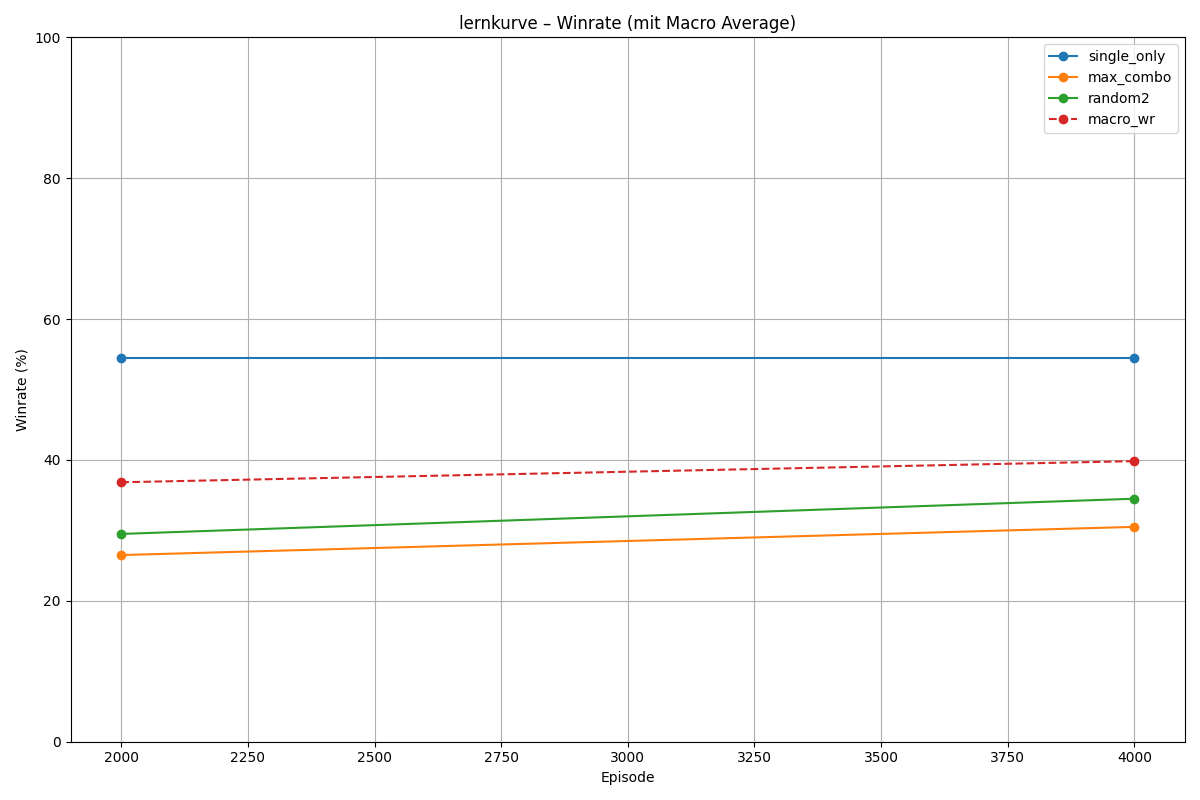 lernkurve – Winrate (mit Macro Average)
single_only
max_combo
random2
macro_wr
Winrate (%)
100
80
60
40
20
0
2000 2250 2500 2750 3000 3250 3500 3750 4000
Episode